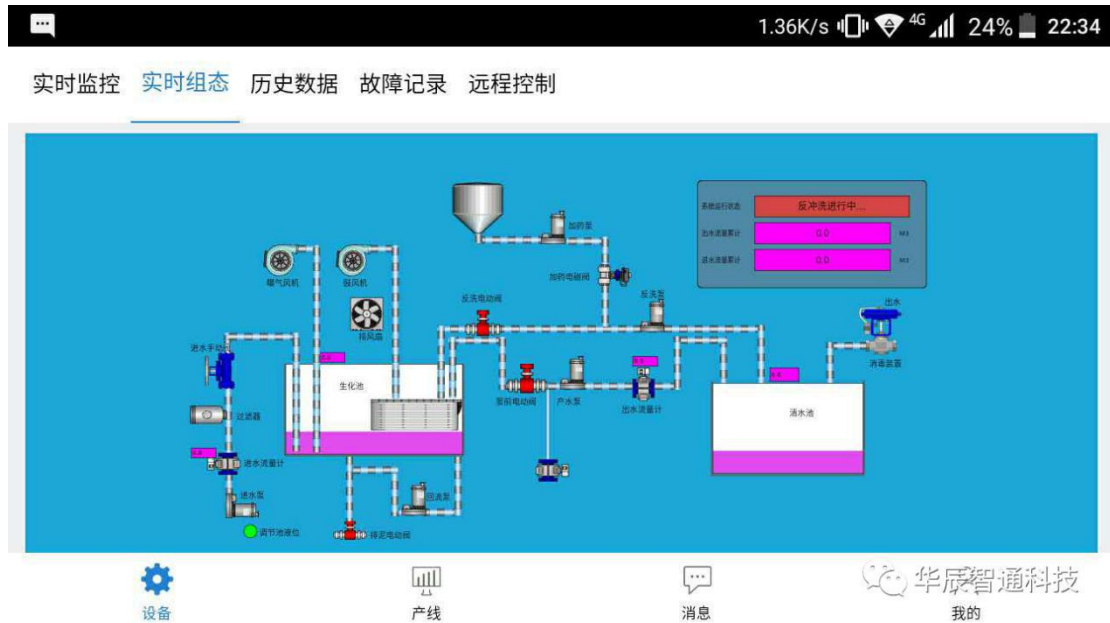 1.36K/s 4G 24% 22:34
实时监控 实时组态 历史数据 故障记录 远程控制
系统运行状态 反冲洗进行中...
出水流量累计 0.0 M3
进水流量累计 0.0 M3
加药泵
曝气风机 鼓风机
加药电磁阀
反洗电动阀 反洗泵
出水
排风扇
进水手动
消毒装置
生化池
泵前电动阀 产水泵 出水流量计
清水池
过滤器
进水流量计
进水泵
回流泵
调节池液位
排泥电动阀
华辰智通科技
设备 产线 消息 我的